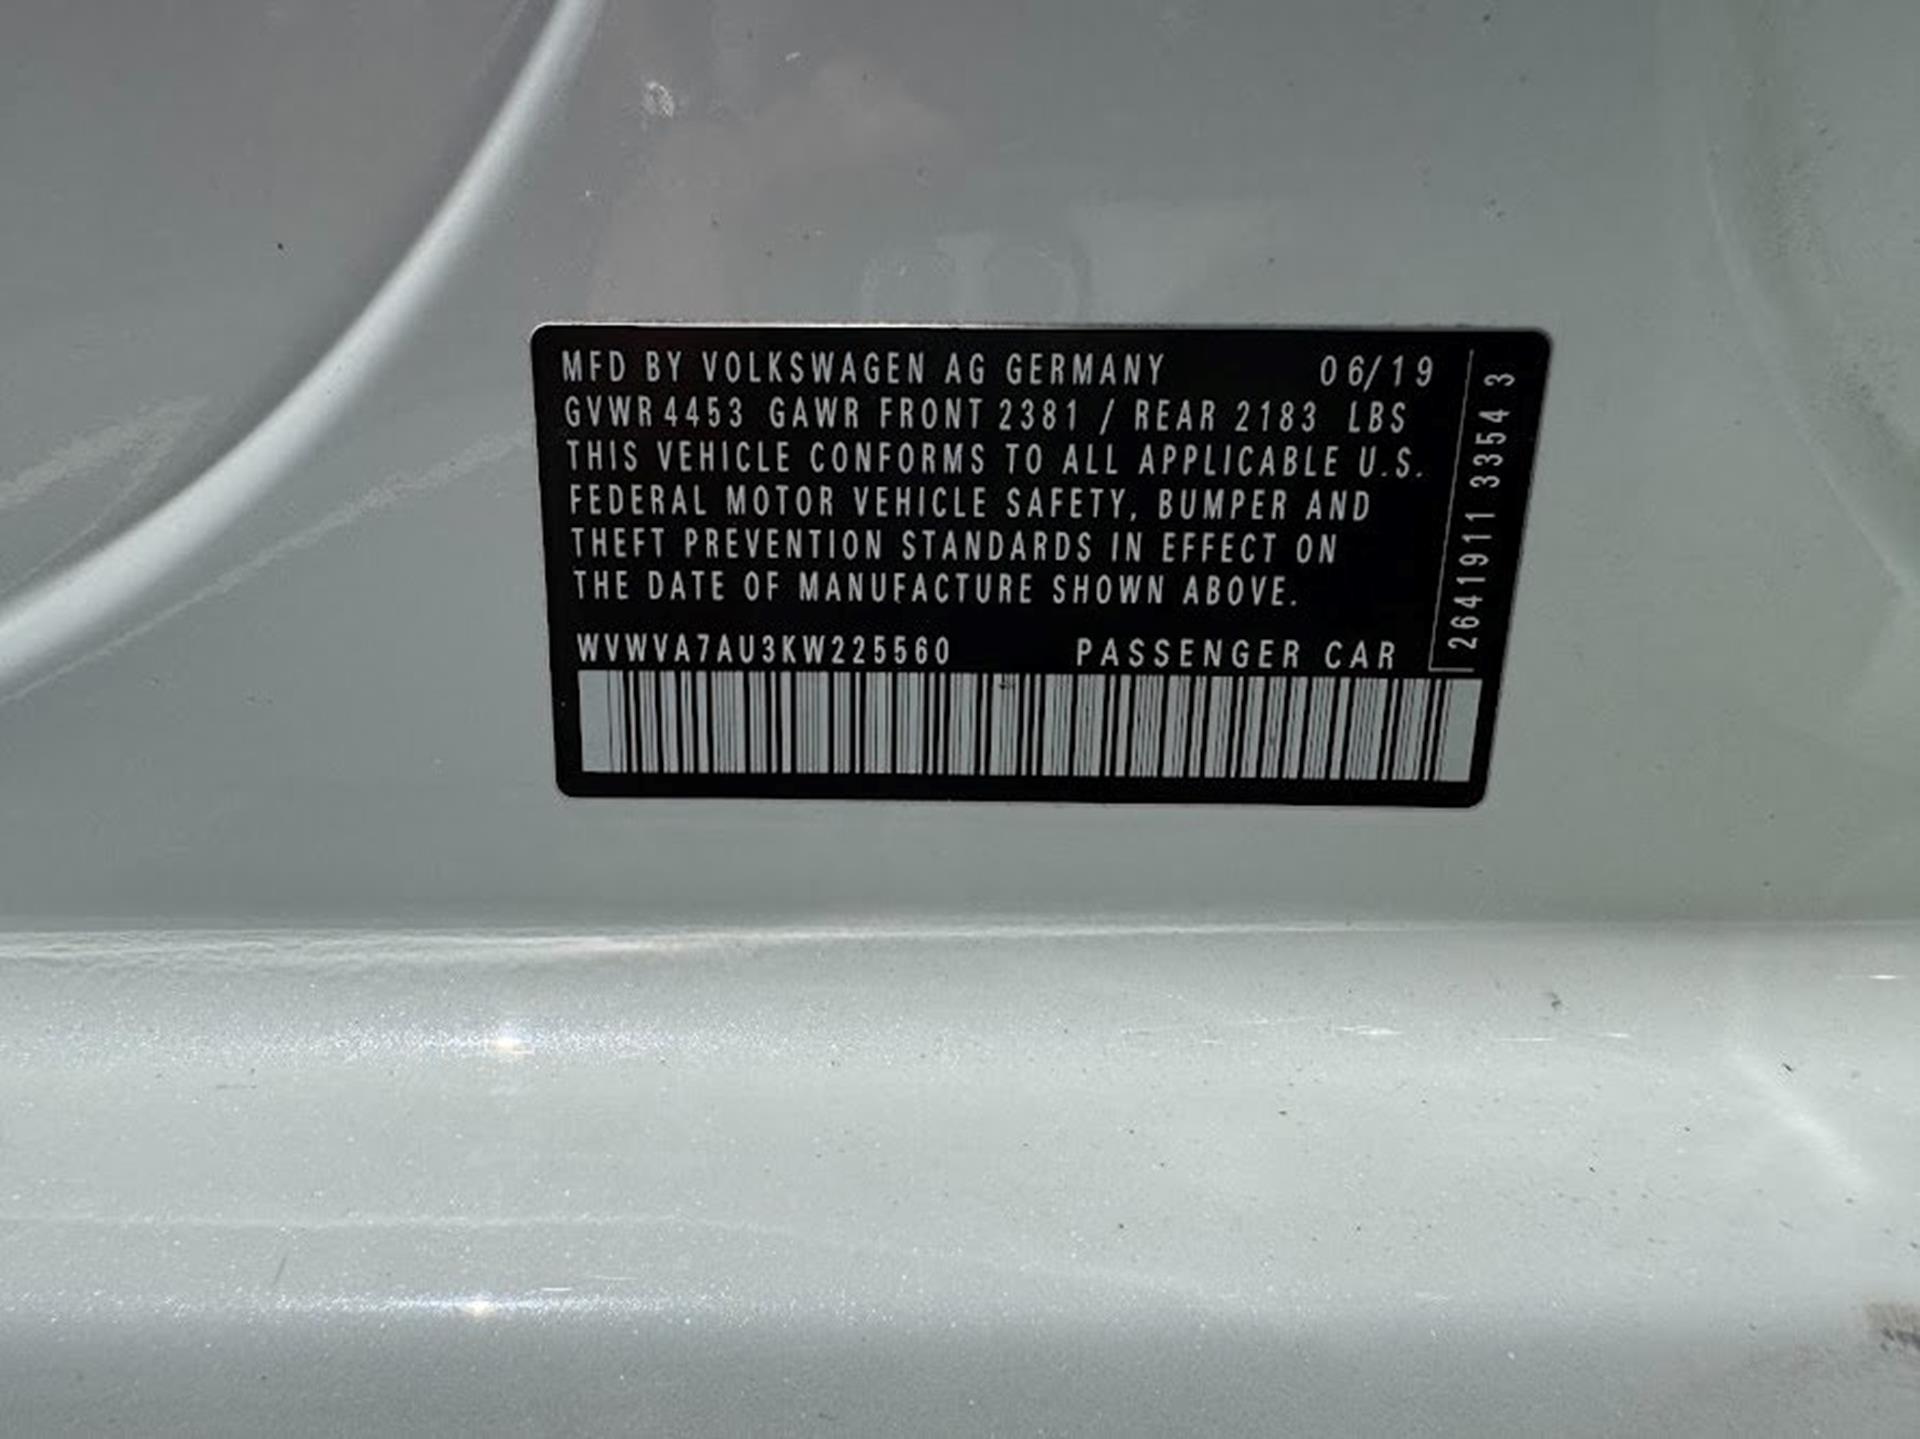 MFD BY VOLKSWAGEN AG GERMANY 06/19
GVWR 4453 GAWR FRONT 2381 / REAR 2183 LBS
THIS VEHICLE CONFORMS TO ALL APPLICABLE U.S.
FEDERAL MOTOR VEHICLE SAFETY, BUMPER AND
THEFT PREVENTION STANDARDS IN EFFECT ON
THE DATE OF MANUFACTURE SHOWN ABOVE.
WVWVA7AU3KW225560 PASSENGER CAR
2641911 3354 3